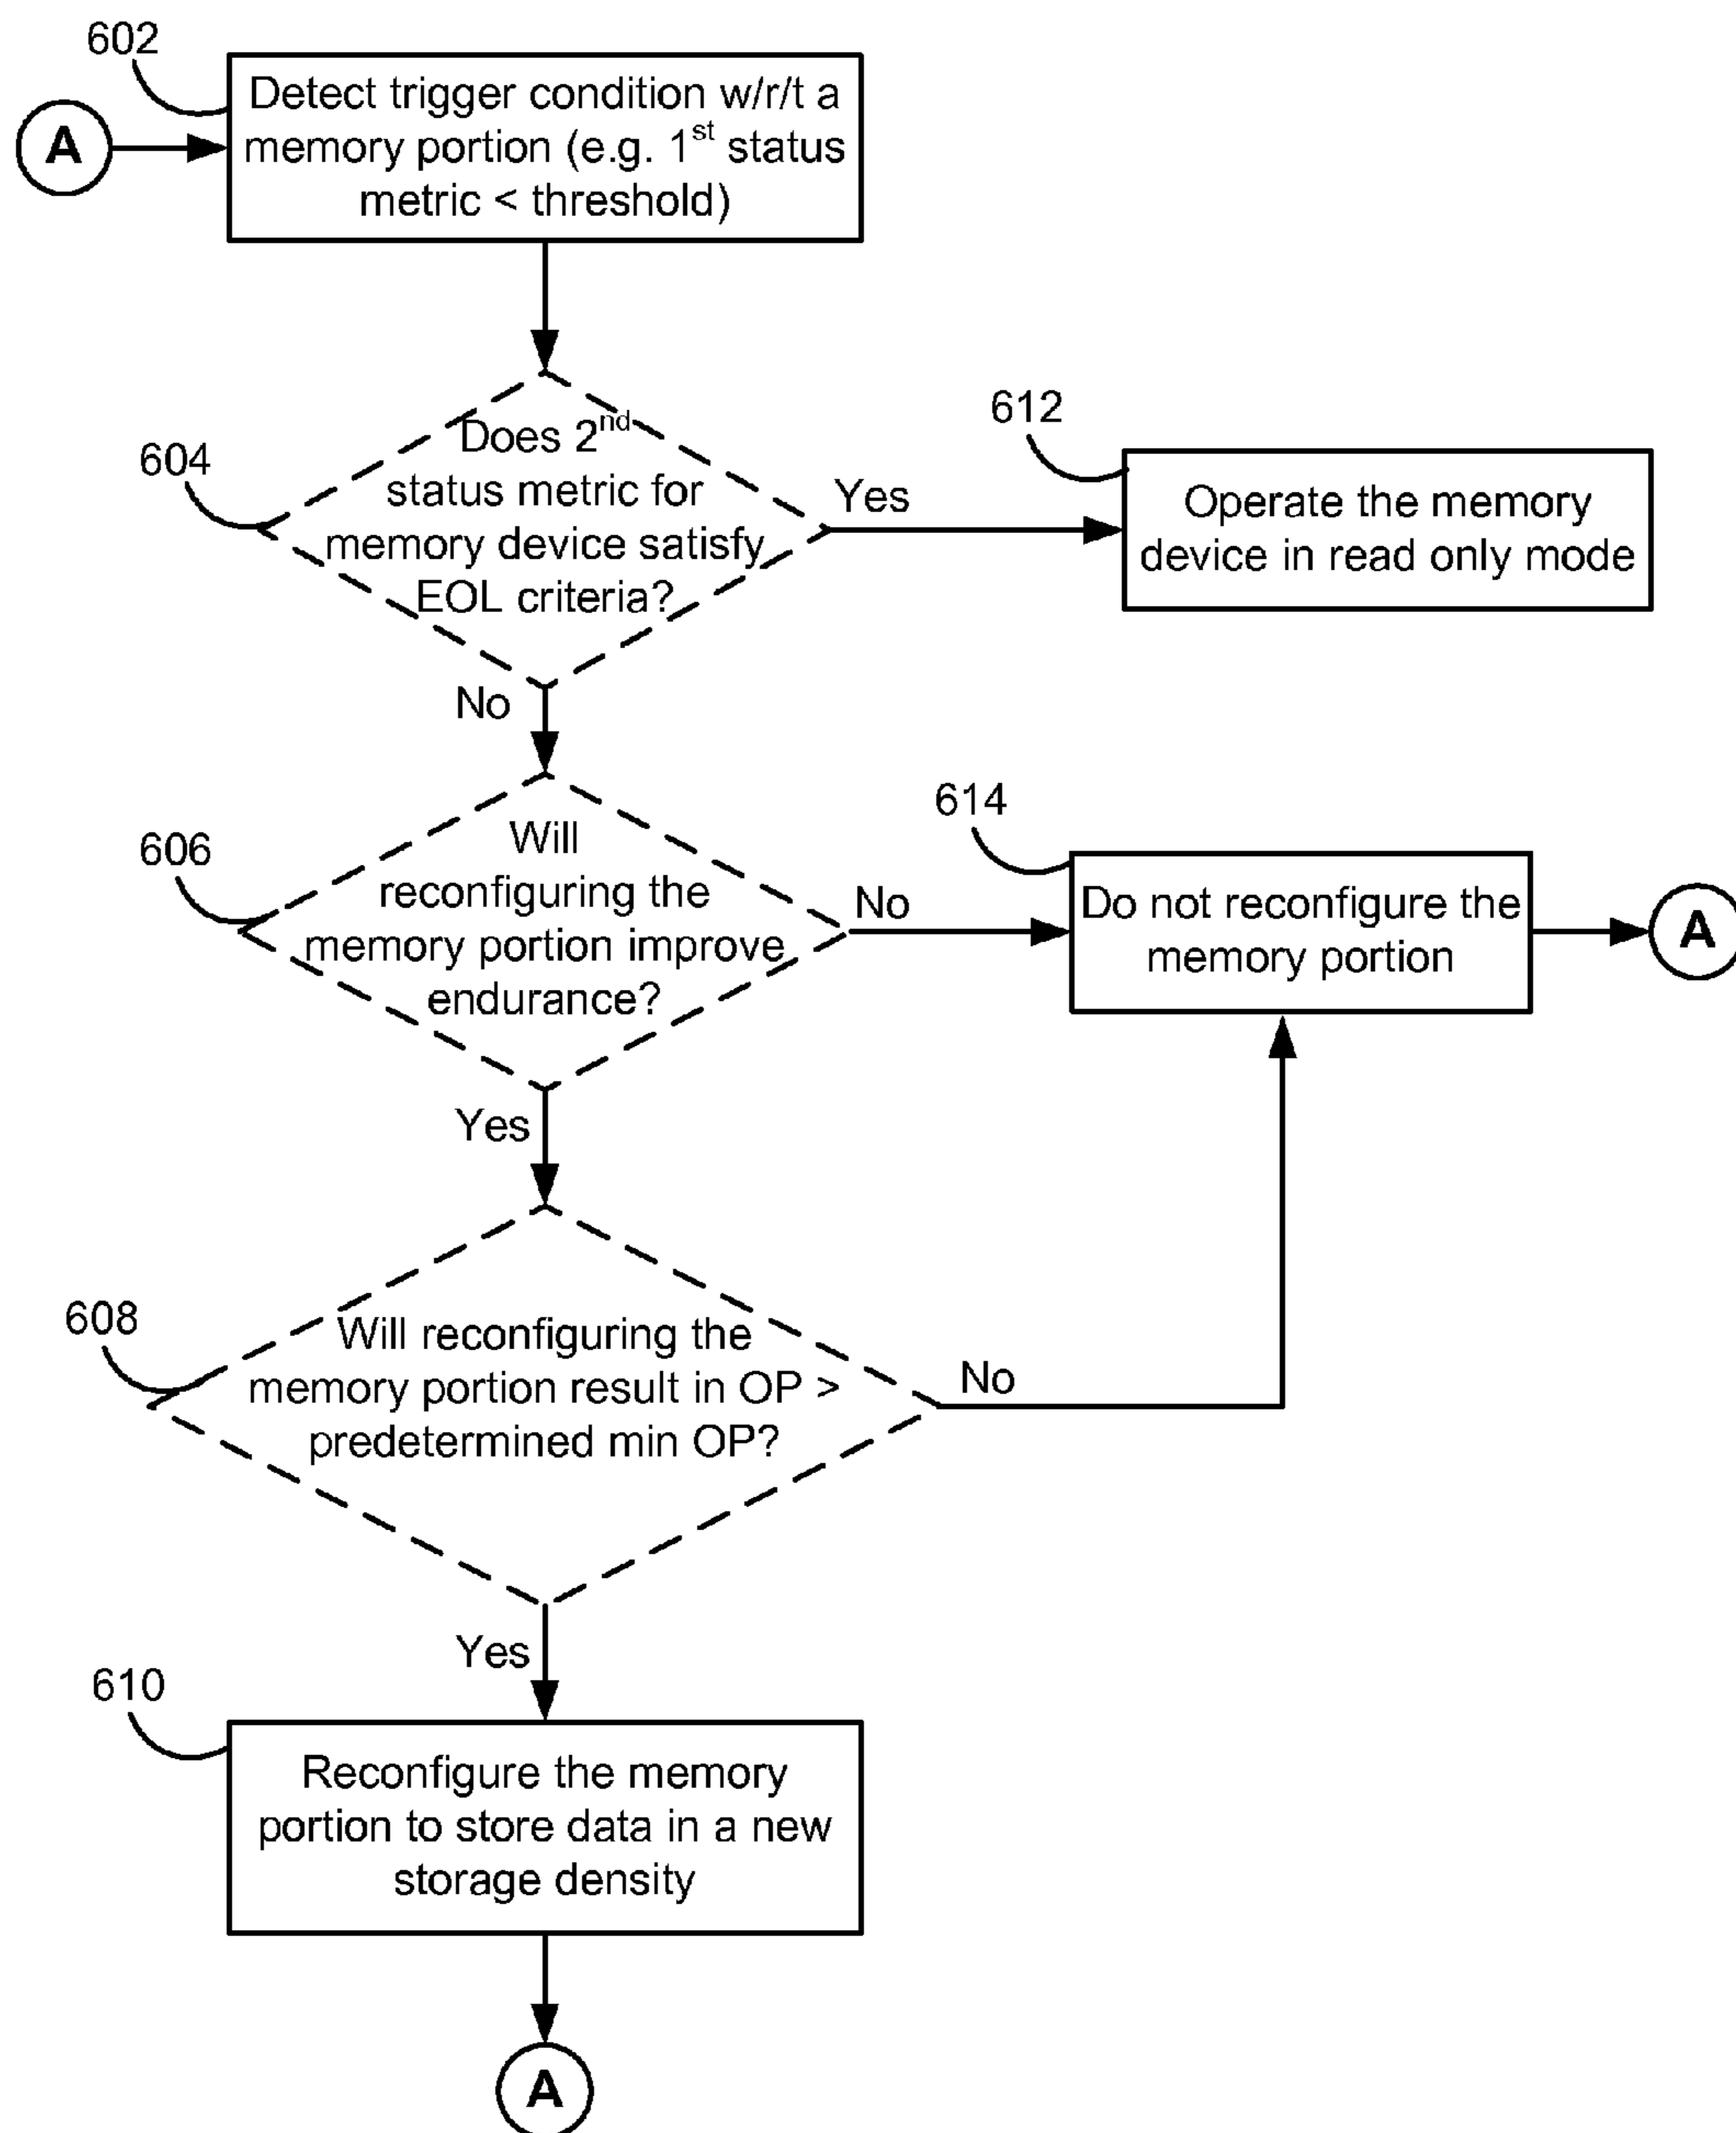 602
A
Detect trigger condition w/r/t a
memory portion (e.g. 1st status
metric < threshold)
604
Does 2nd
status metric for
memory device satisfy
EOL criteria?
Yes
612
Operate the memory
device in read only mode
No
606
Will
reconfiguring the
memory portion improve
endurance?
No
614
Do not reconfigure the
memory portion
A
Yes
608
Will reconfiguring the
memory portion result in OP >
predetermined min OP?
No
Yes
610
Reconfigure the memory
portion to store data in a new
storage density
A